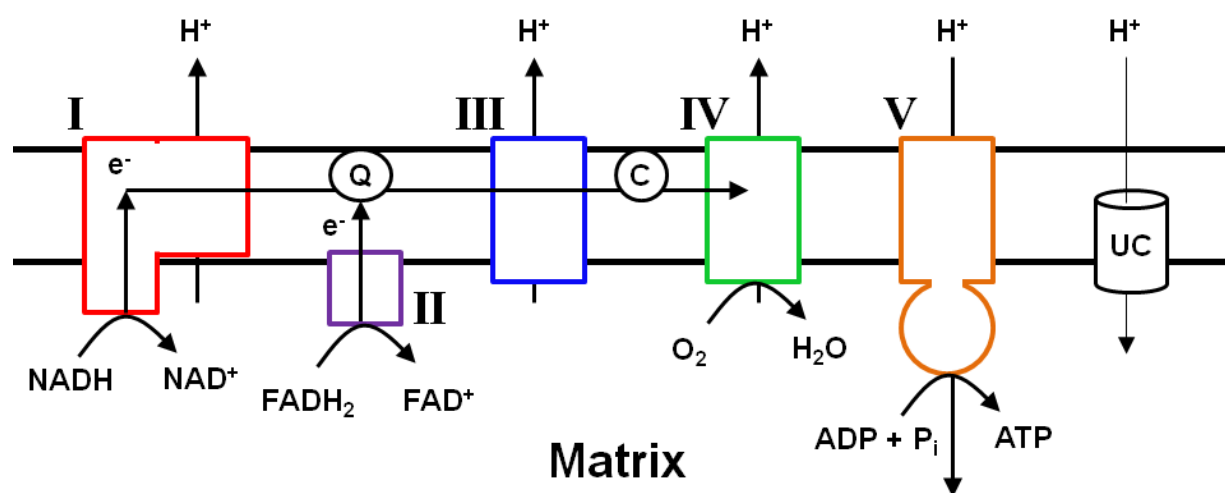 H⁺ H⁺ H⁺ H⁺ H⁺
I III IV V
e⁻ Q C
e⁻ UC
II
NADH NAD⁺ FADH₂ FAD⁺ O₂ H₂O
ADP + Pᵢ ATP
Matrix